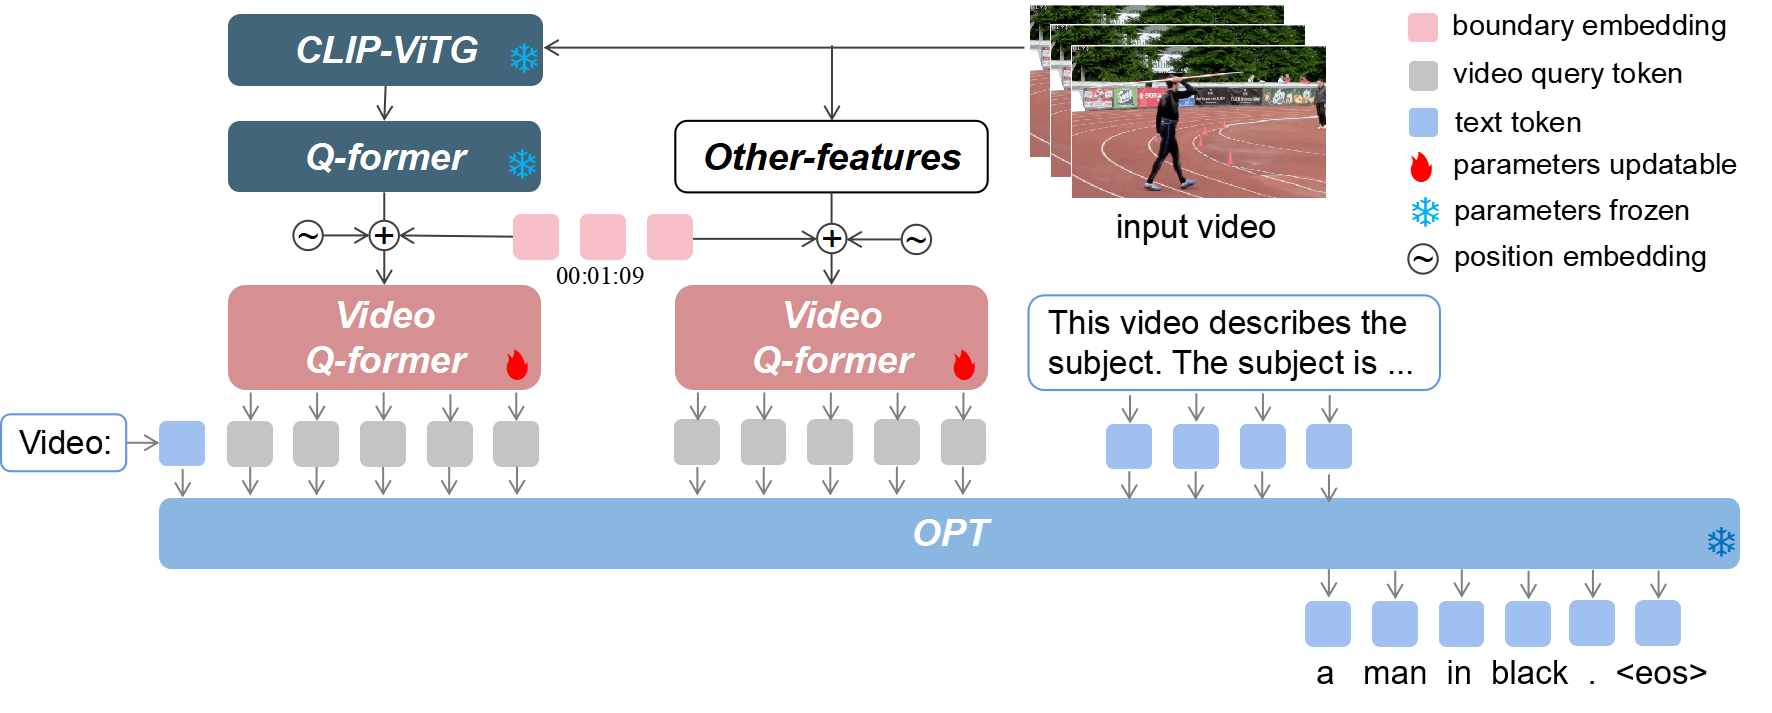 CLIP-ViTG
Q-former
Other-features
input video
boundary embedding
video query token
text token
parameters updatable
parameters frozen
position embedding
~
+
00:01:09
+
~
~
Video
Q-former
Video
Q-former
This video describes the
subject. The subject is ...
Video:
OPT
a man in black . <eos>